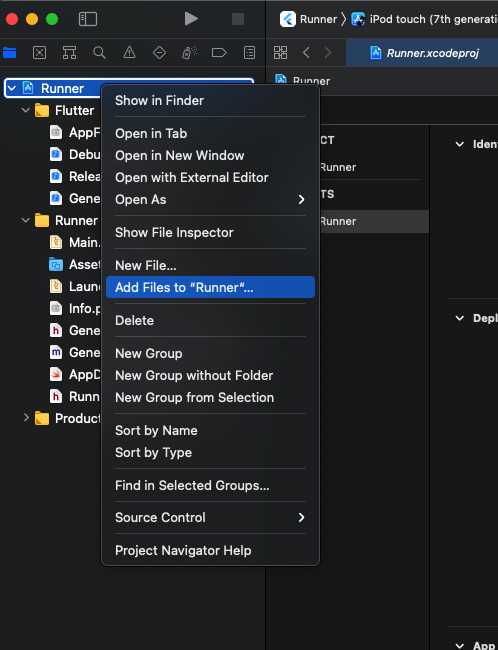 Runner
iPod touch (7th generatio
Runner.xcodeproj
Runner
Runner
Flutter
AppF
Debu
Relea
Gene
Runner
Main.
Asset
Laun
Info.p
Gene
Gene
AppD
Runn
Product
Show in Finder
Open in Tab
Open in New Window
Open with External Editor
Open As
Show File Inspector
New File...
Add Files to “Runner“...
Delete
New Group
New Group without Folder
New Group from Selection
Sort by Name
Sort by Type
Find in Selected Groups...
Source Control
Project Navigator Help
CT
Runner
TS
Runner
Iden
Depl
App